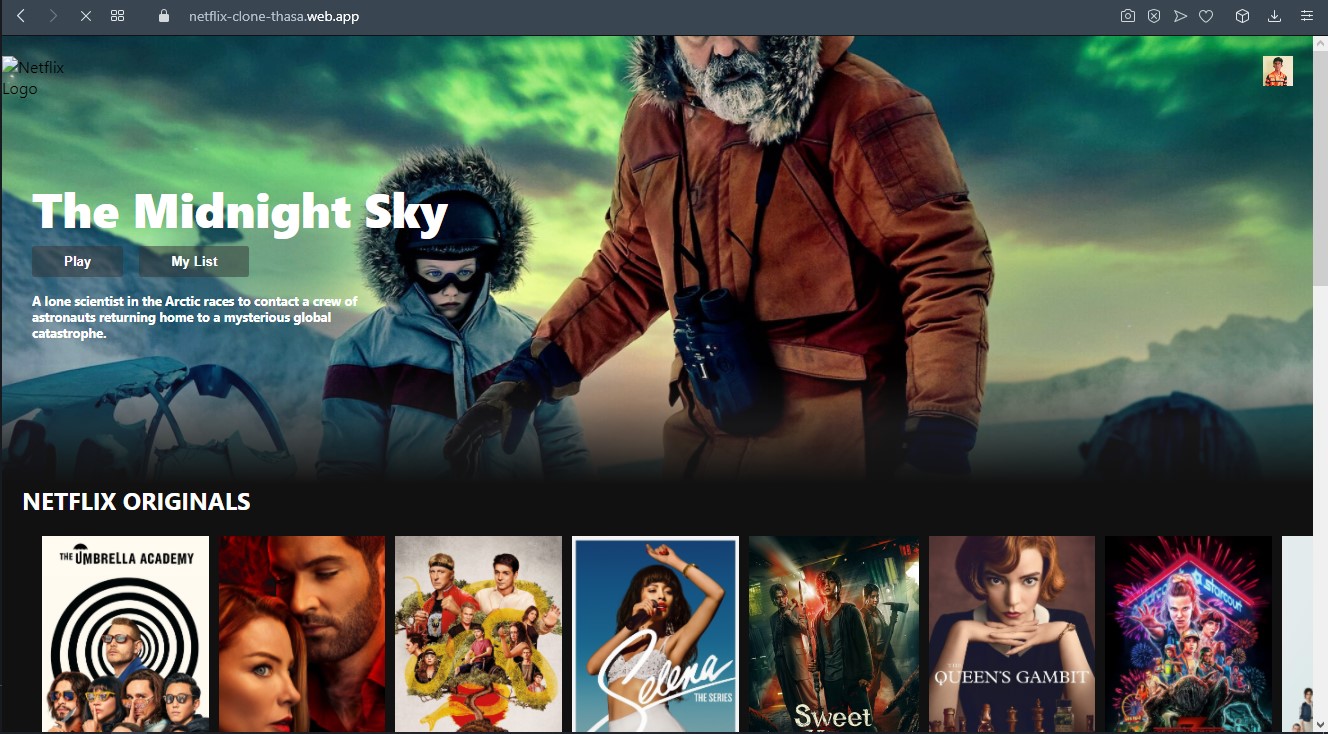 netflix-clone-thasa.web.app
Netflix
Logo
The Midnight Sky
Play
My List
A lone scientist in the Arctic races to contact a crew of
astronauts returning home to a mysterious global
catastrophe.
NETFLIX ORIGINALS
THE UMBRELLA ACADEMY
Selena
THE SERIES
Sweet
THE
QUEEN'S GAMBIT
starcourt